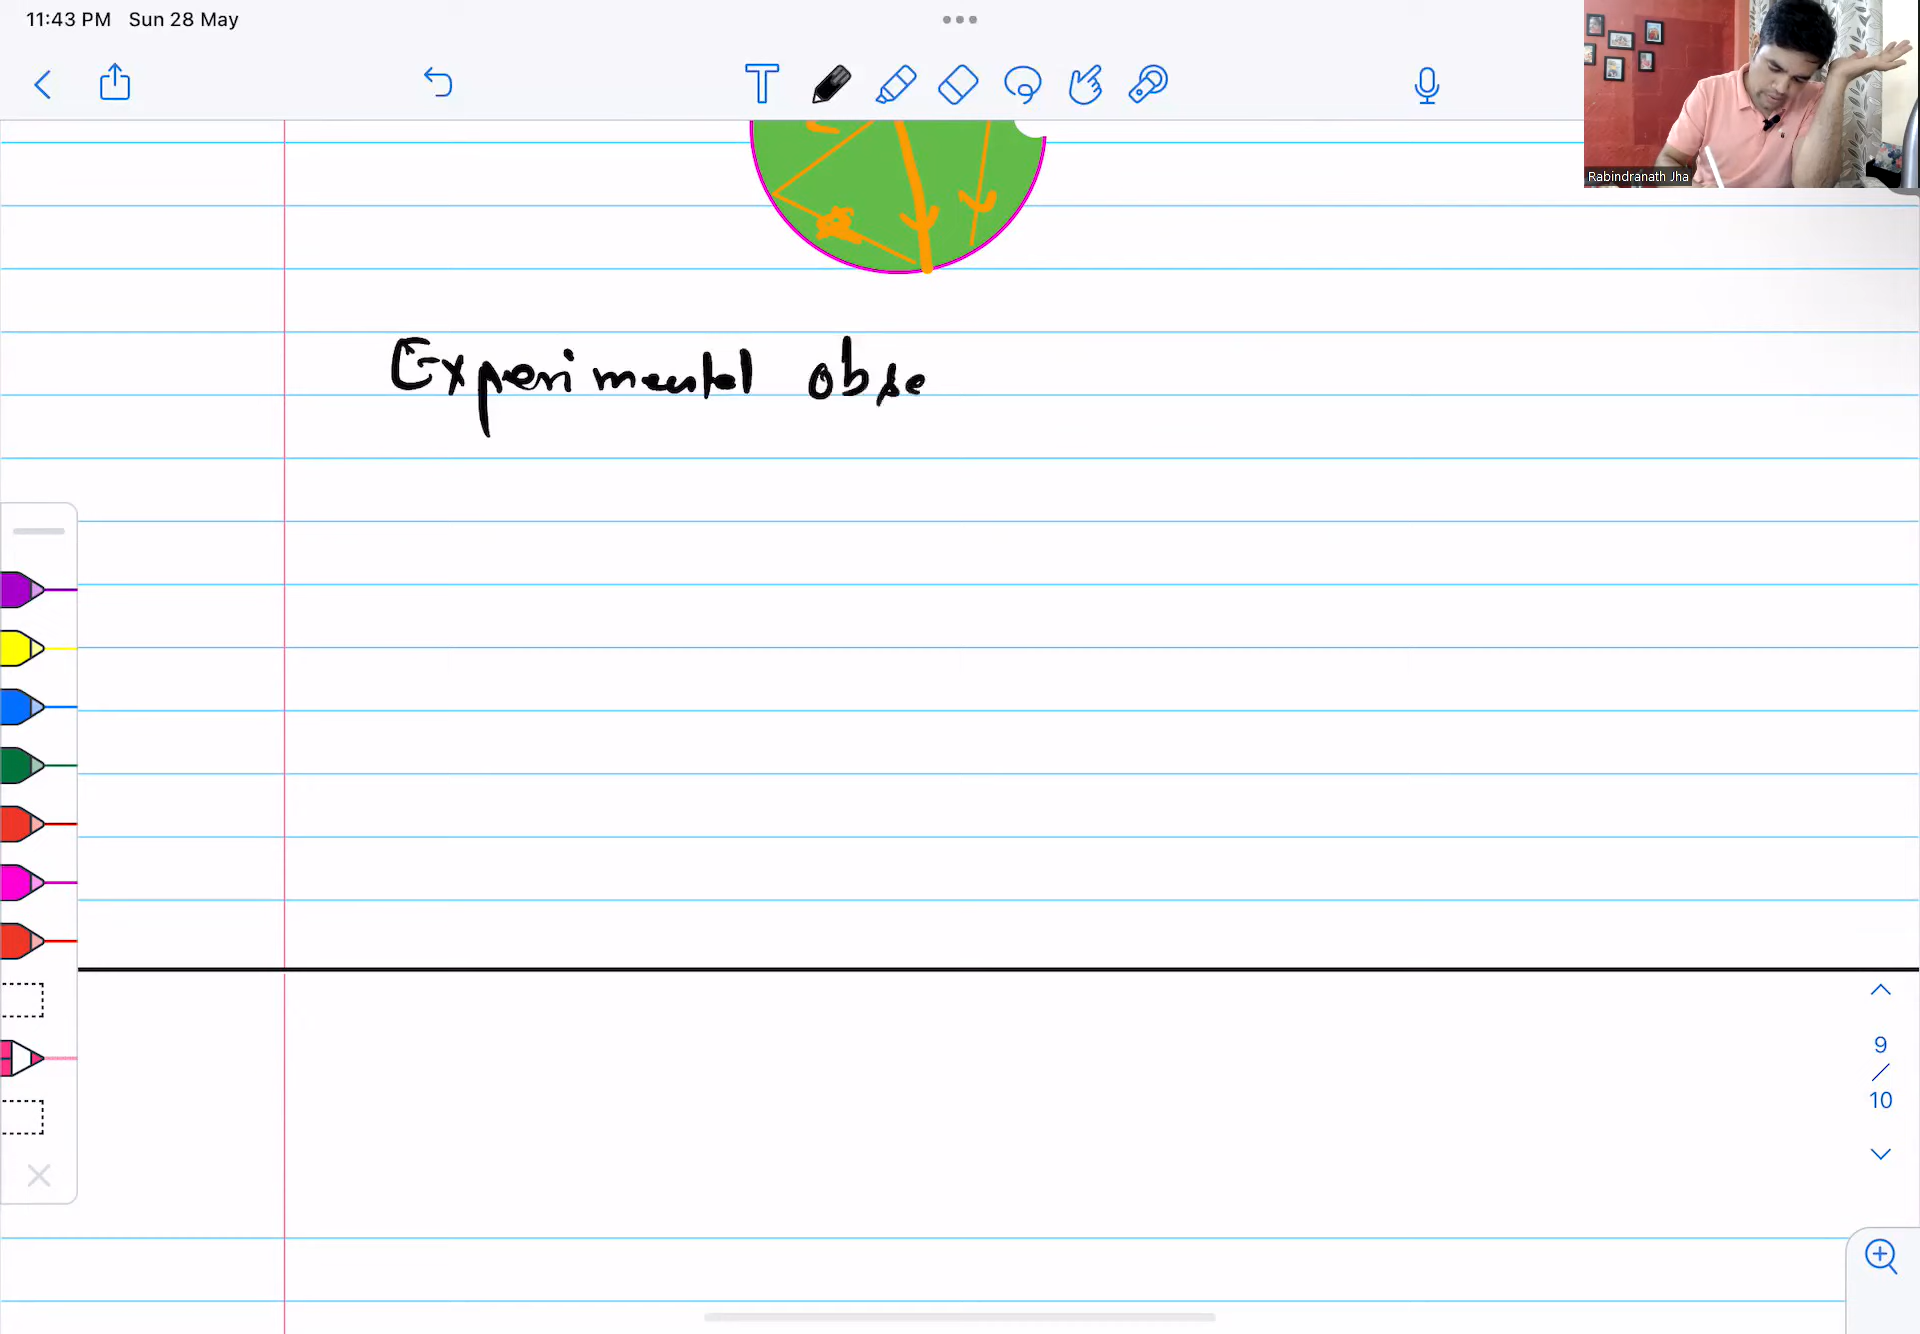 11:43 PM Sun 28 May
T
Rabindranath Jha
Experimental obse
9
/
10